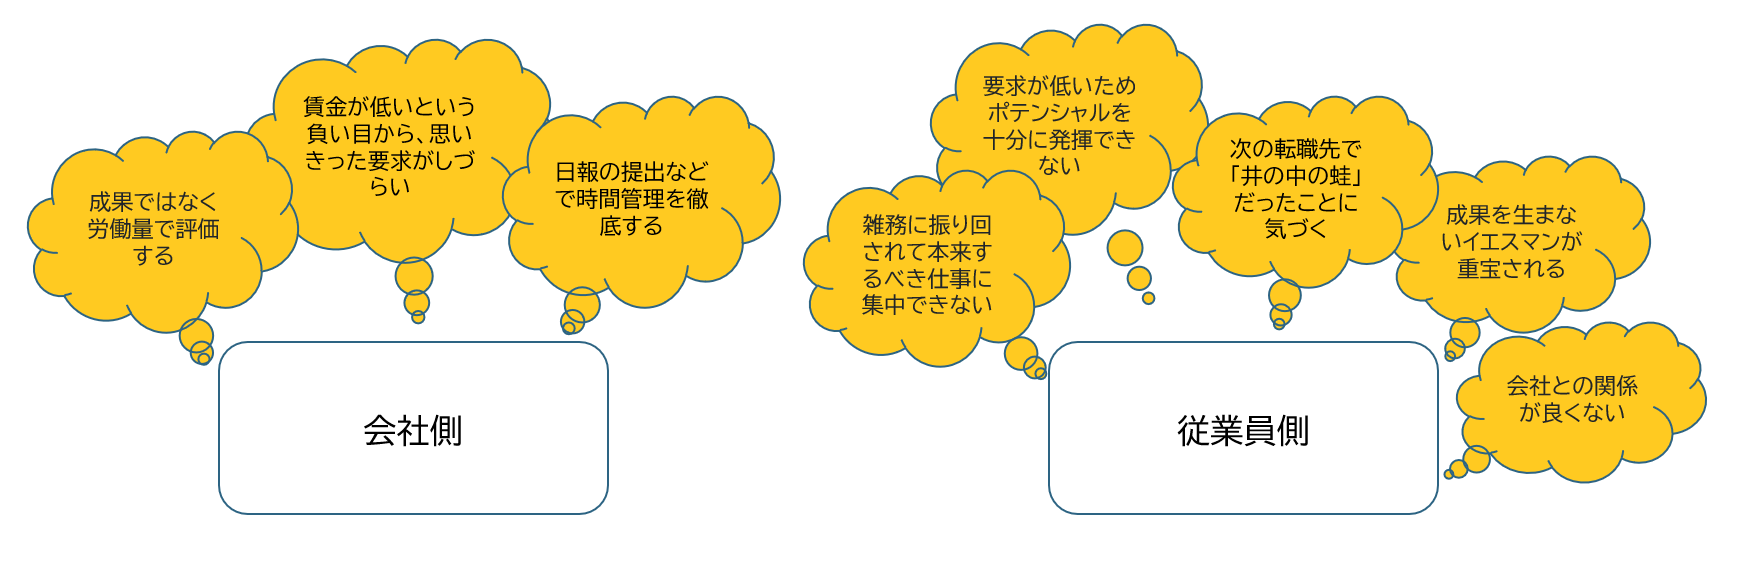 成果ではなく
労働量で評価
する
賃金が低いという
負い目から、思い
きった要求がしづ
らい
日報の提出など
で時間管理を徹
底する
会社側
雑務に振り回
されて本来す
るべき仕事に
集中できない
要求が低いため
ポテンシャルを
十分に発揮でき
ない
次の転職先で
「井の中の蛙」
だったことに
気づく
成果を生まな
いイエスマンが
重宝される
会社との関係
が良くない
従業員側